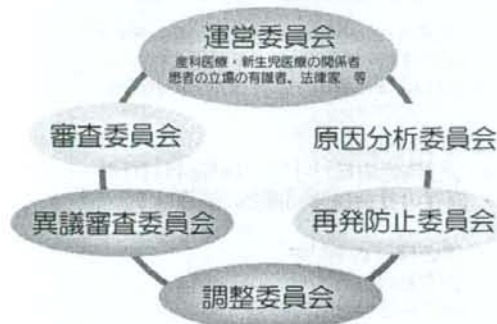 運営委員会
産科医療・新生児医療の関係者
患者の立場の有識者、法律家　等
審査委員会
原因分析委員会
異議審査委員会
再発防止委員会
調整委員会